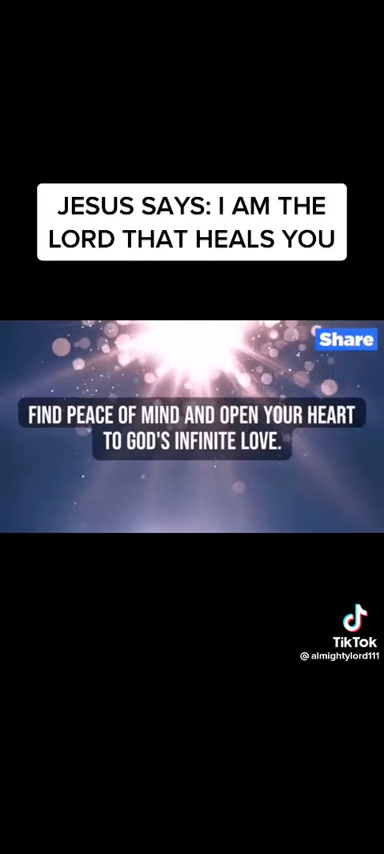 JESUS SAYS: I AM THE
LORD THAT HEALS YOU
Share
FIND PEACE OF MIND AND OPEN YOUR HEART
TO GOD'S INFINITE LOVE.
TikTok
@almightylord111